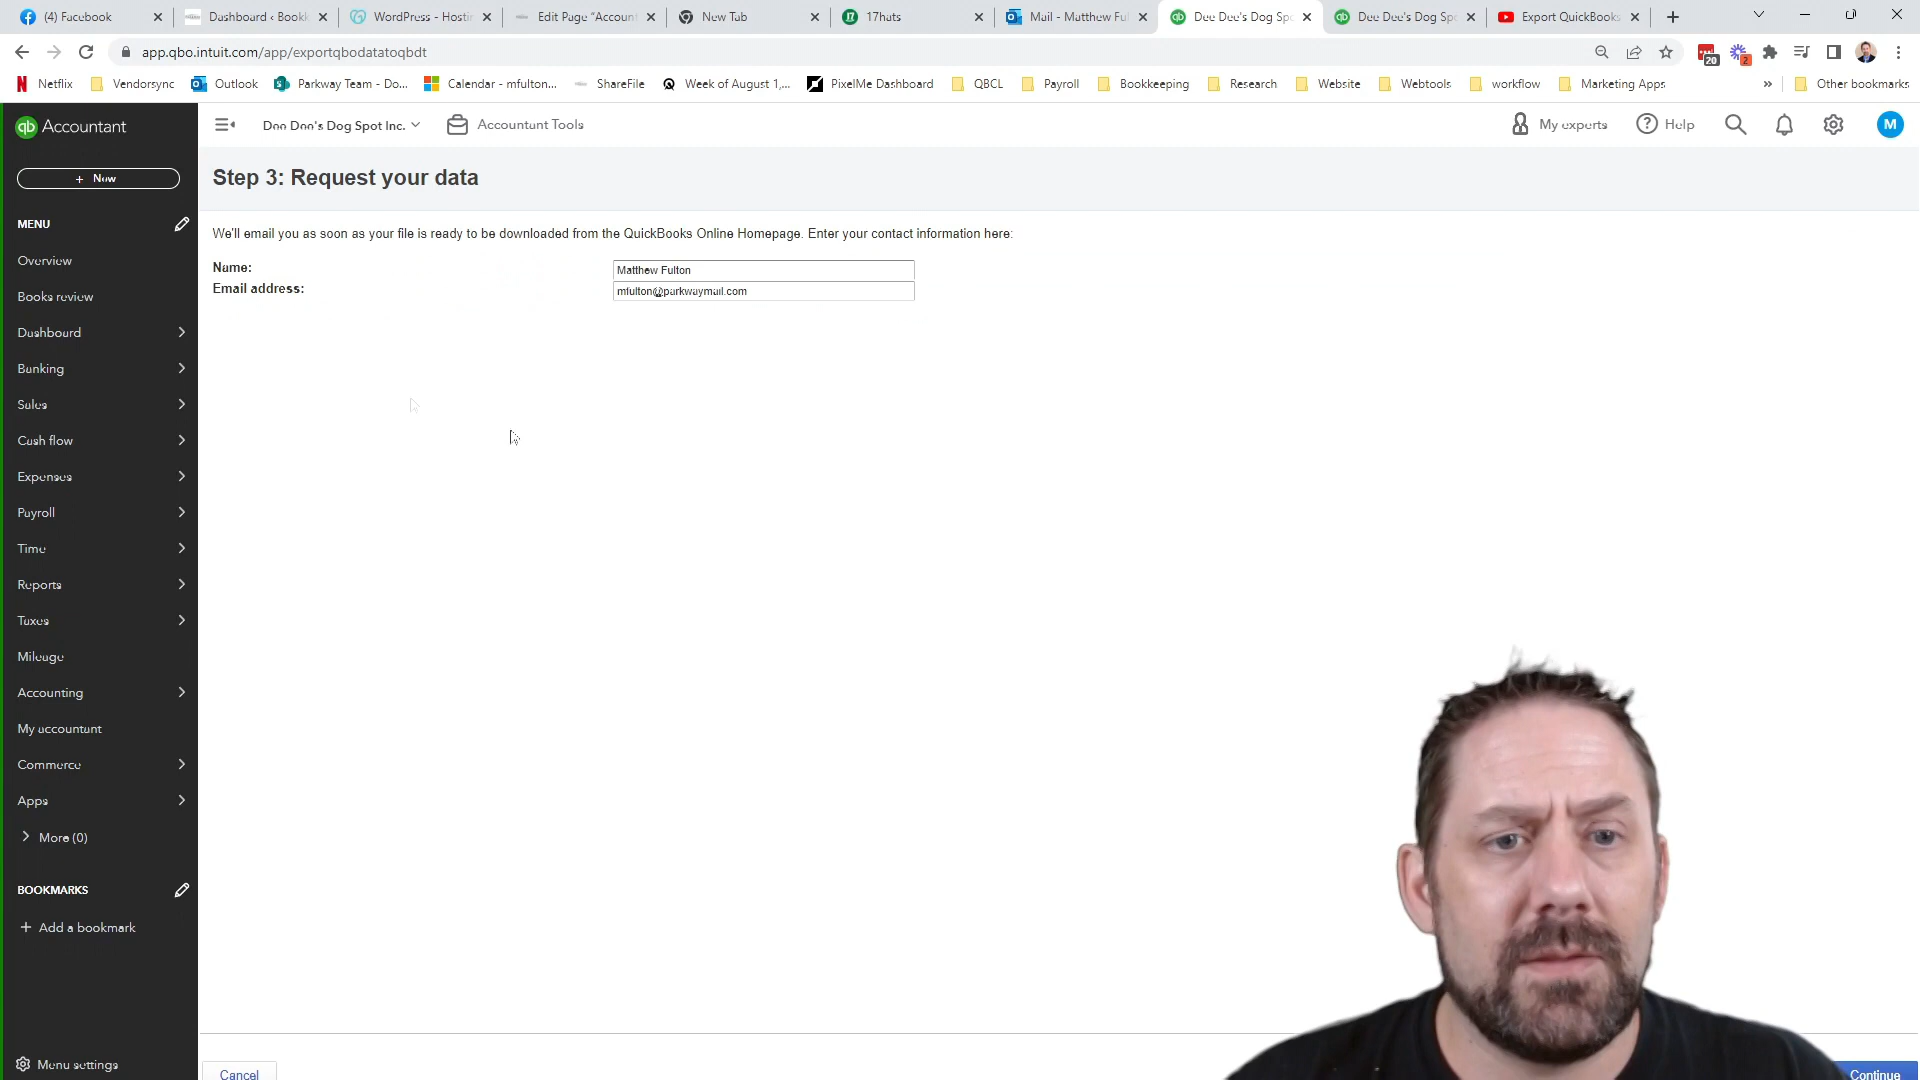 (4) Facebook
Dashboard ‹ Bookk
WordPress - Hostin
Edit Page "Account
New Tab
17hats
Mail - Matthew Ful
Dee Dee's Dog Spo
Dee Dee's Dog Spo
Export QuickBooks
app.qbo.intuit.com/app/exportqbodatatoqbdt
20
2
Netflix
Vendorsync
Outlook
Parkway Team - Do...
Calendar - mfulton...
ShareFile
Week of August 1,...
PixelMe Dashboard
QBCL
Payroll
Bookkeeping
Research
Website
Webtools
workflow
Marketing Apps
»
Other bookmarks
qb Accountant
Dee Dee's Dog Spot Inc.
Accountant Tools
My experts
Help
M
+ New
Step 3: Request your data
MENU
We'll email you as soon as your file is ready to be downloaded from the QuickBooks Online Homepage. Enter your contact information here:
Name:
Matthew Fulton
Email address:
mfulton@parkwaymail.com
Overview
Books review
Dashboard
Banking
Sales
Cash flow
Expenses
Payroll
Time
Reports
Taxes
Mileage
Accounting
My accountant
Commerce
Apps
More (0)
BOOKMARKS
+ Add a bookmark
Menu settings
Cancel
Continue